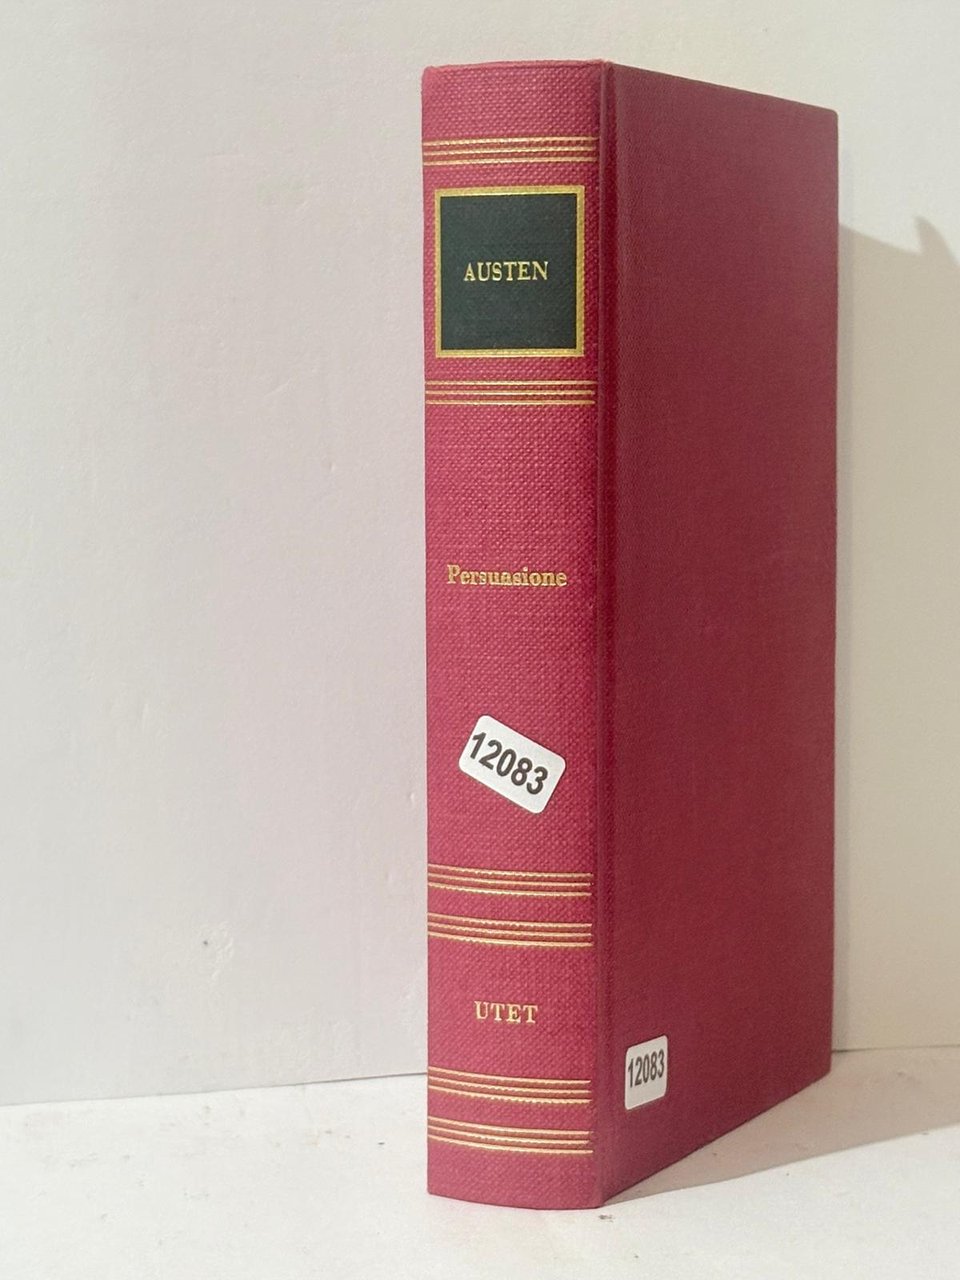 AUSTEN
Persuasione
12083
UTET
12083